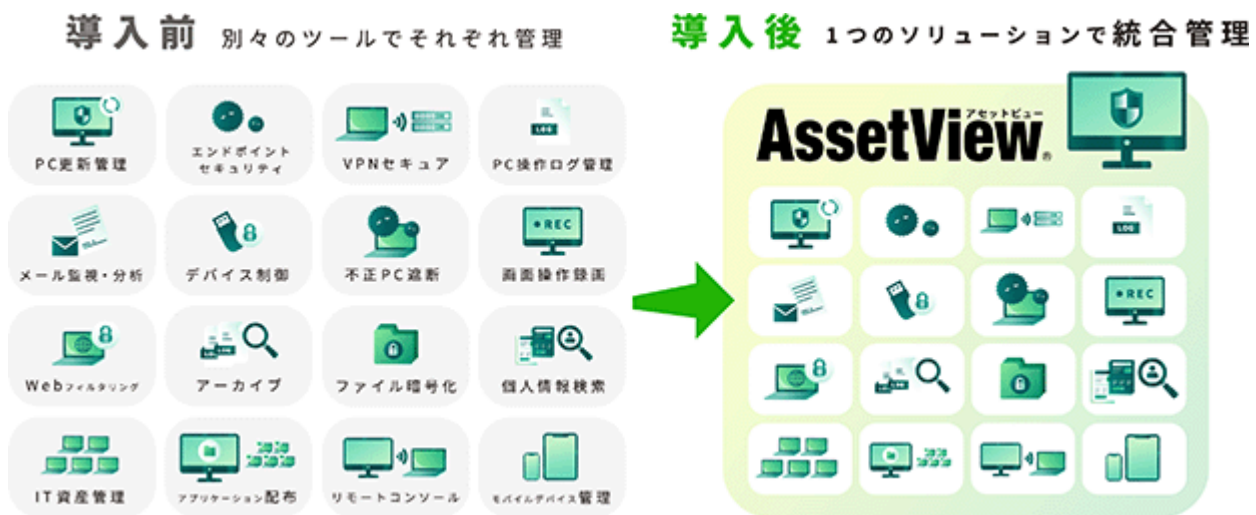 導入前 別々のツールでそれぞれ管理
PC更新管理
エンドポイント
セキュリティ
VPNセキュア
LOG
PC操作ログ管理
メール監視・分析
デバイス制御
不正PC遮断
●REC
画面操作録画
Webフィルタリング
アーカイブ
ファイル暗号化
個人情報検索
IT資産管理
アプリケーション配布
リモートコンソール
モバイルデバイス管理
導入後 1つのソリューションで統合管理
アセットビュー
AssetView®
LOG
●REC